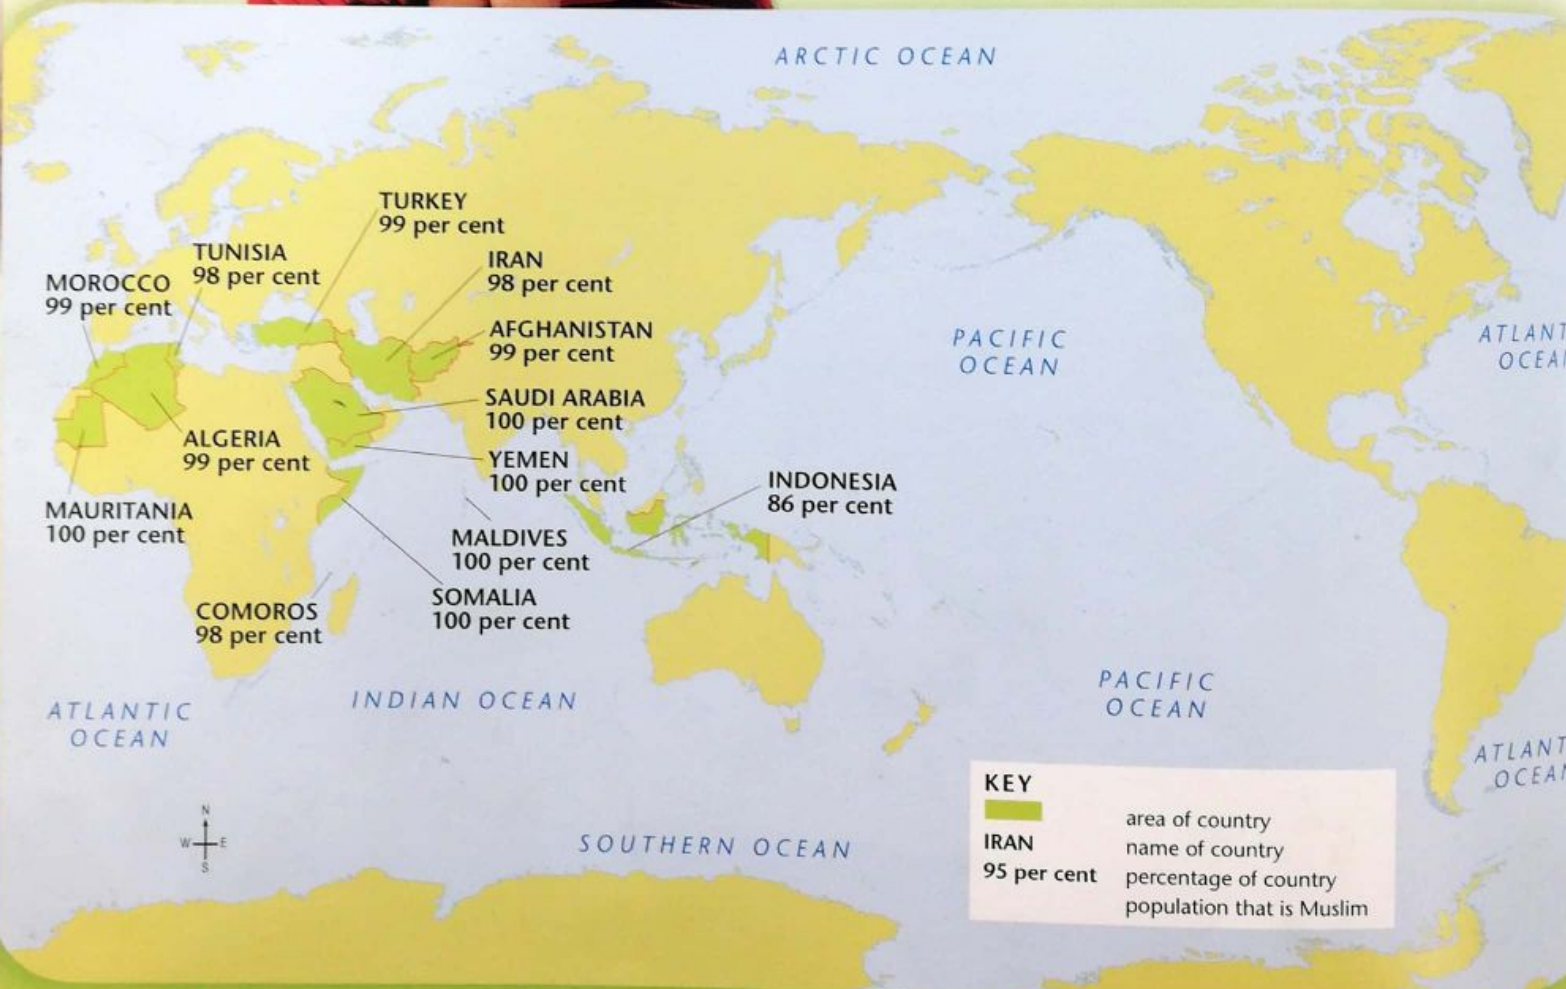 ARCTIC OCEAN
TURKEY
99 per cent
TUNISIA
98 per cent
MOROCCO
99 per cent
IRAN
98 per cent
AFGHANISTAN
99 per cent
PACIFIC
OCEAN
ATLANT
OCEA
SAUDI ARABIA
100 per cent
ALGERIA
99 per cent
YEMEN
100 per cent
INDONESIA
86 per cent
MAURITANIA
100 per cent
MALDIVES
100 per cent
SOMALIA
100 per cent
COMOROS
98 per cent
INDIAN OCEAN
ATLANTIC
OCEAN
PACIFIC
OCEAN
ATLANT
OCEA
N
W E
S
SOUTHERN OCEAN
KEY
area of country
IRAN name of country
95 per cent percentage of country
population that is Muslim